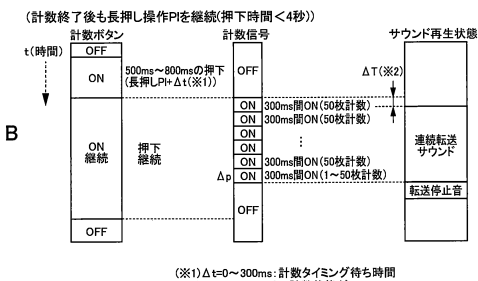 (計数終了後も長押し操作PIを継続(押下時間<4秒))
計数ボタン
計数信号
サウンド再生状態
t(時間)
OFF
ON
500ms~800msの押下
(長押しPI+Δt(※1))
OFF
ΔT(※2)
ON 300ms間ON(50枚計数)
ON 300ms間ON(50枚計数)
ON
ON
⋮
B
ON
継続
押下
継続
連続転送
サウンド
ON 300ms間ON(50枚計数)
Δp ON 300ms間ON(1~50枚計数)
転送停止音
OFF
OFF
(※1)Δt=0~300ms:計数タイミング待ち時間